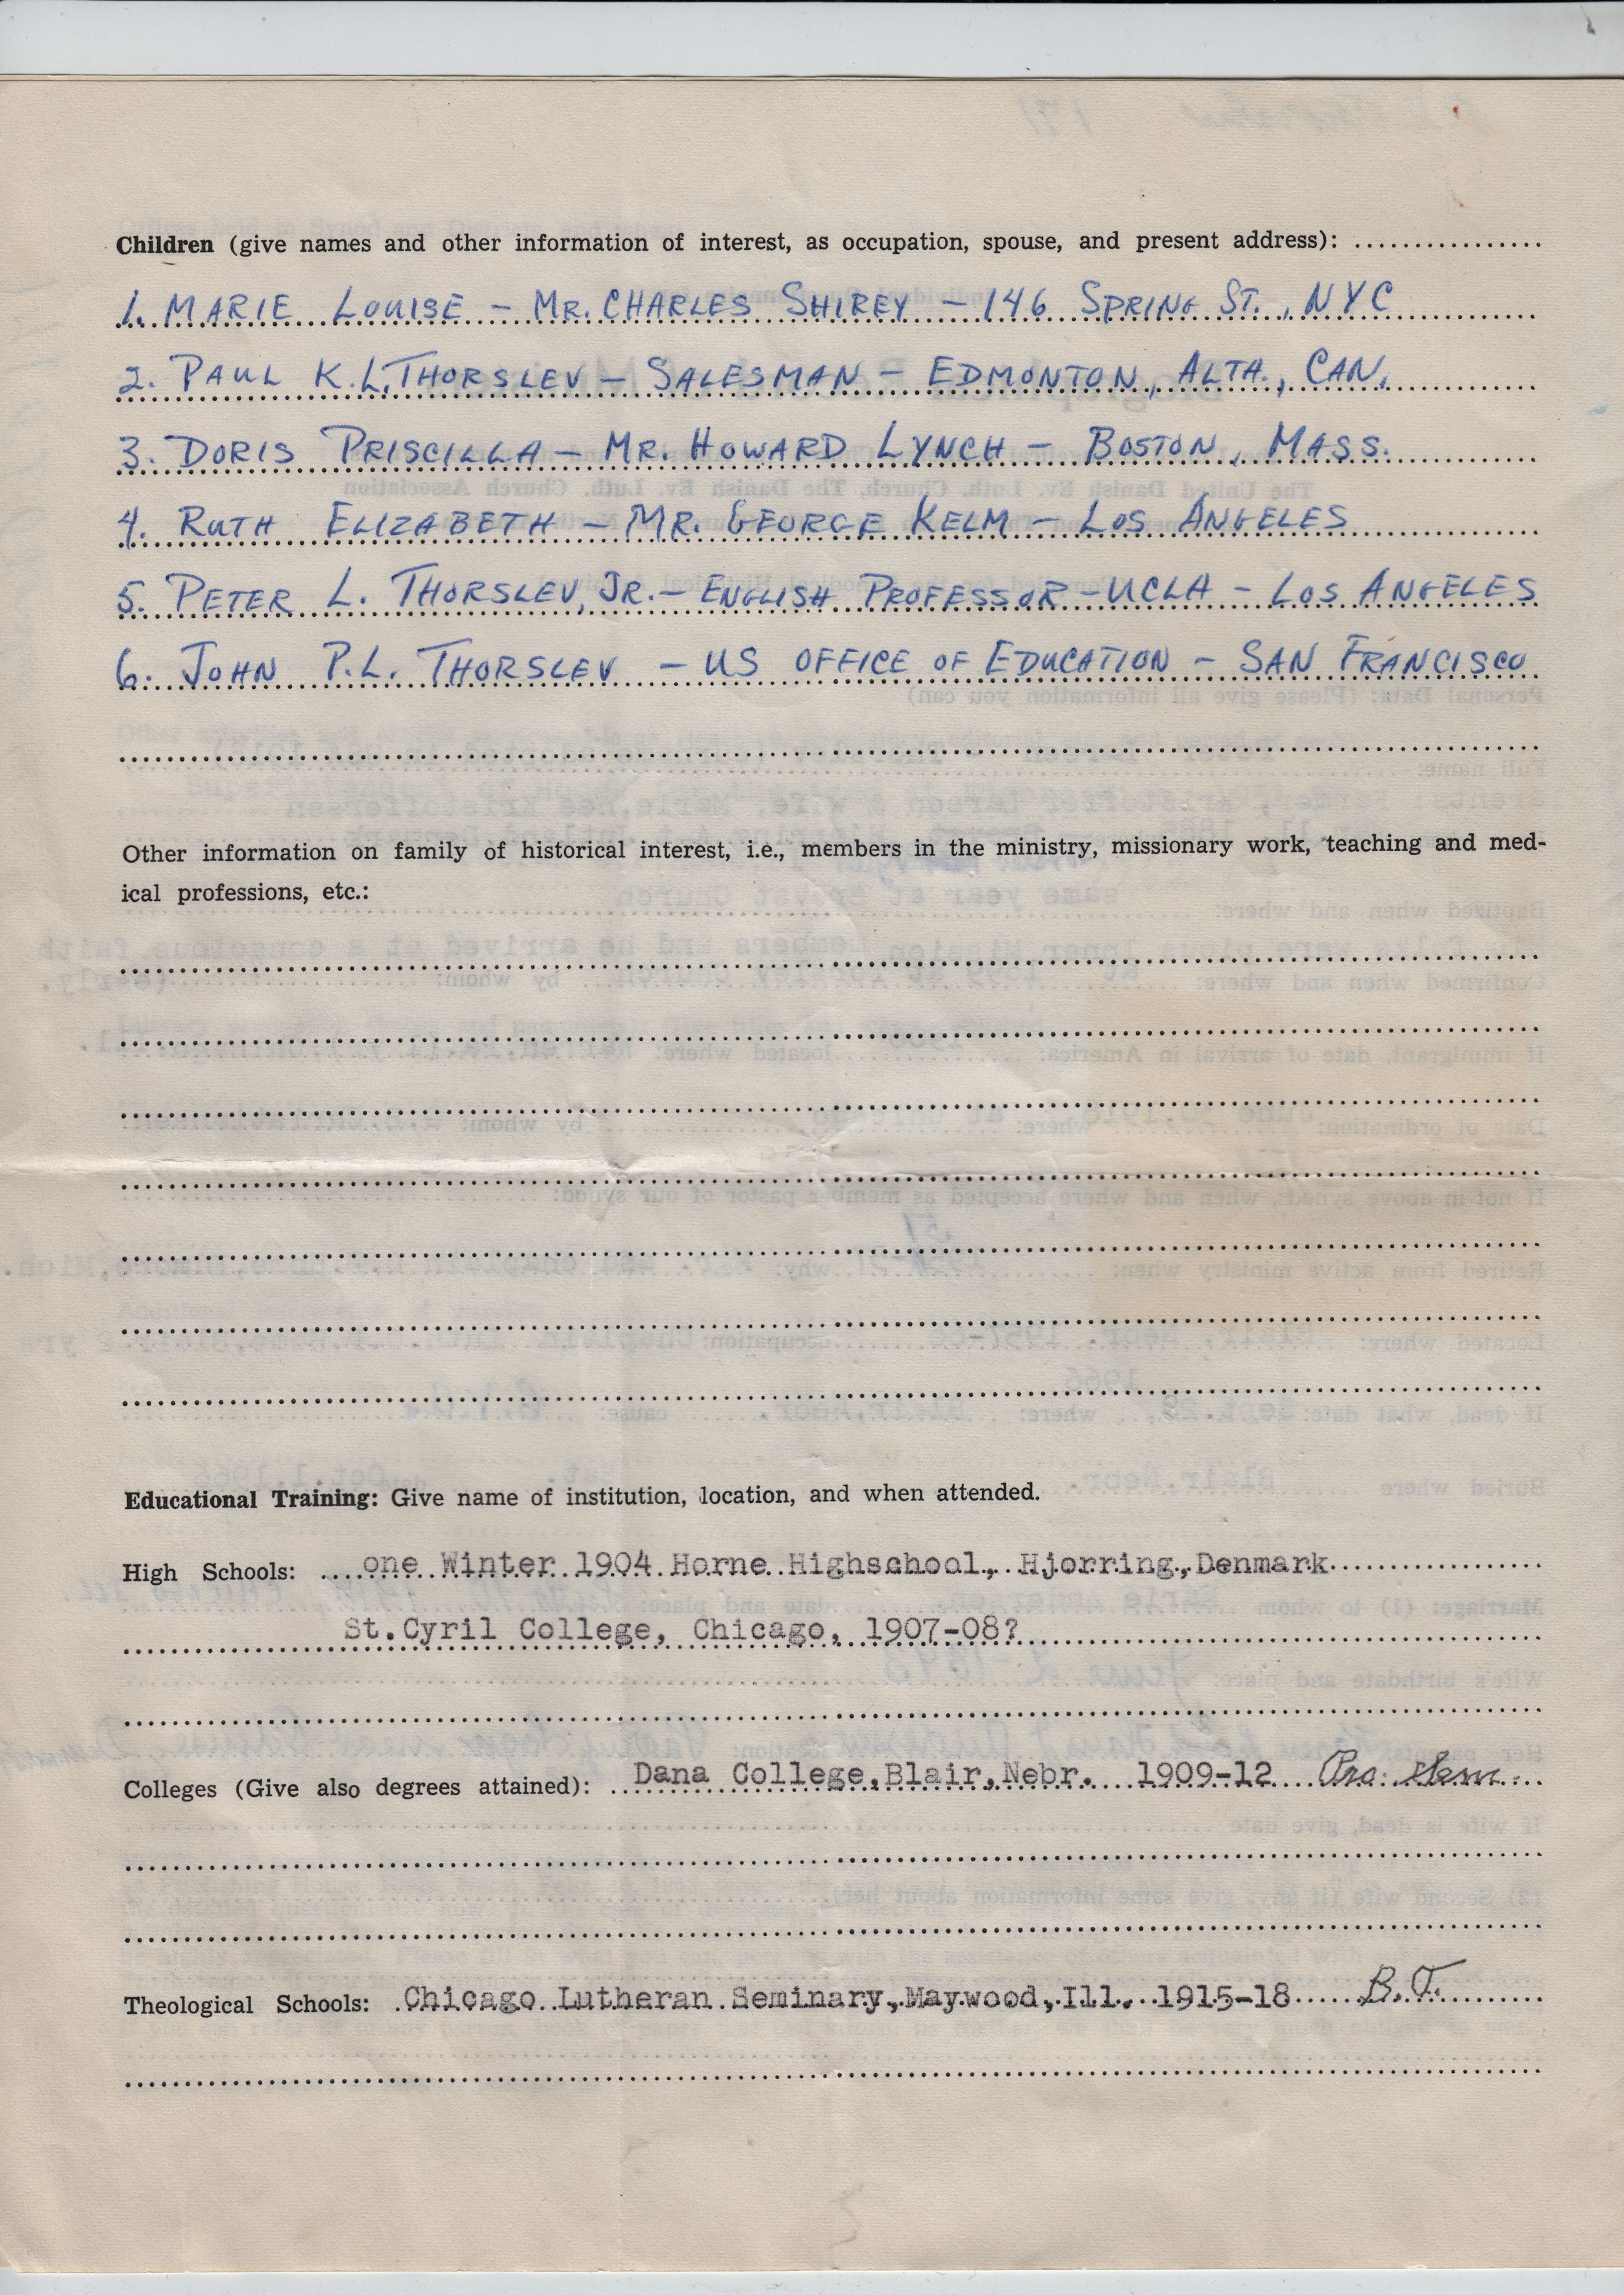 Children (give names and other information of interest, as occupation, spouse, and present address):
1. MARIE LOUISE – MR. CHARLES SHIREY – 146 SPRING ST., NYC
2. PAUL K.L. THORSLEV – SALESMAN – EDMONTON, ALTA., CAN.
3. DORIS PRISCILLA – MR. HOWARD LYNCH – BOSTON, MASS.
4. RUTH ELIZABETH – MR. GEORGE KELM – LOS ANGELES
5. PETER L. THORSLEV, JR. – ENGLISH PROFESSOR – UCLA – LOS ANGELES
6. JOHN P.L. THORSLEV – US OFFICE OF EDUCATION – SAN FRANCISCO
Other information on family of historical interest, i.e., members in the ministry, missionary work, teaching and med-
ical professions, etc.:
Educational Training: Give name of institution, location, and when attended.
High Schools: one Winter 1904 Horne Highschool, Hjorring, Denmark
St.Cyril College, Chicago, 1907-08?
Colleges (Give also degrees attained): Dana College, Blair, Nebr. 1909-12 Pro. Sem.
Theological Schools: Chicago Lutheran Seminary, Maywood, Ill. 1915-18 B.T.